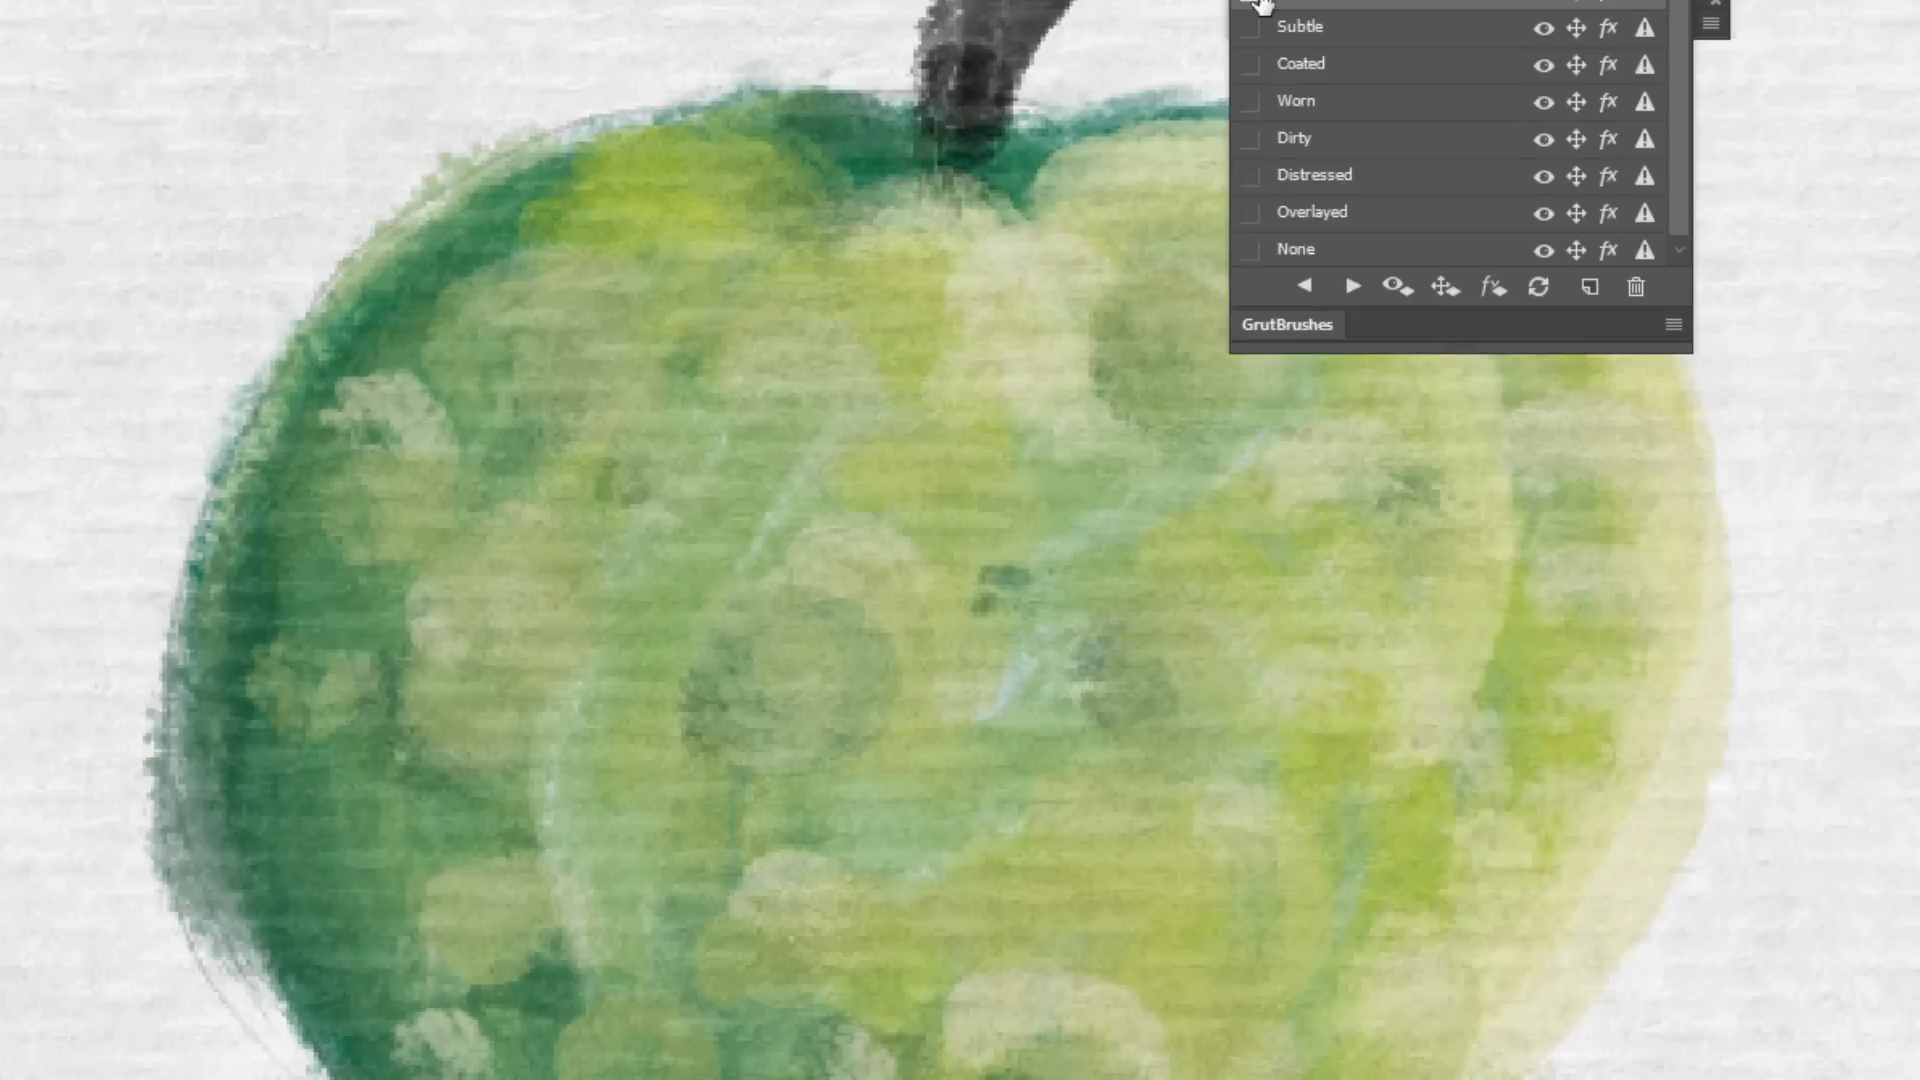 Subtle
Coated
Worn
Dirty
Distressed
Overlayed
None
GrutBrushes